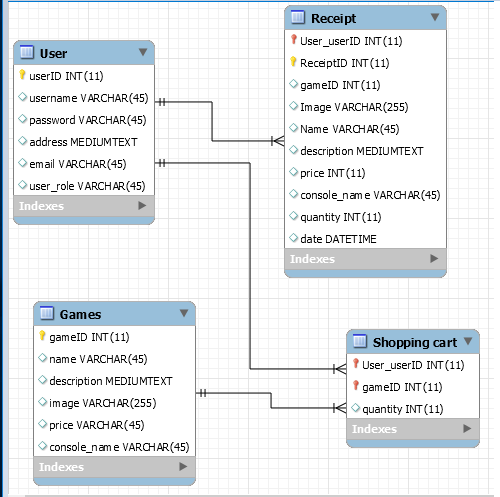 User
userID INT(11)
username VARCHAR(45)
password VARCHAR(45)
address MEDIUMTEXT
email VARCHAR(45)
user_role VARCHAR(45)
Indexes
Receipt
User_userID INT(11)
ReceiptID INT(11)
gameID INT(11)
Image VARCHAR(255)
Name VARCHAR(45)
description MEDIUMTEXT
price INT(11)
console_name VARCHAR(45)
quantity INT(11)
date DATETIME
Indexes
Games
gameID INT(11)
name VARCHAR(45)
description MEDIUMTEXT
image VARCHAR(255)
price VARCHAR(45)
console_name VARCHAR(45)
Indexes
Shopping cart
User_userID INT(11)
gameID INT(11)
quantity INT(11)
Indexes